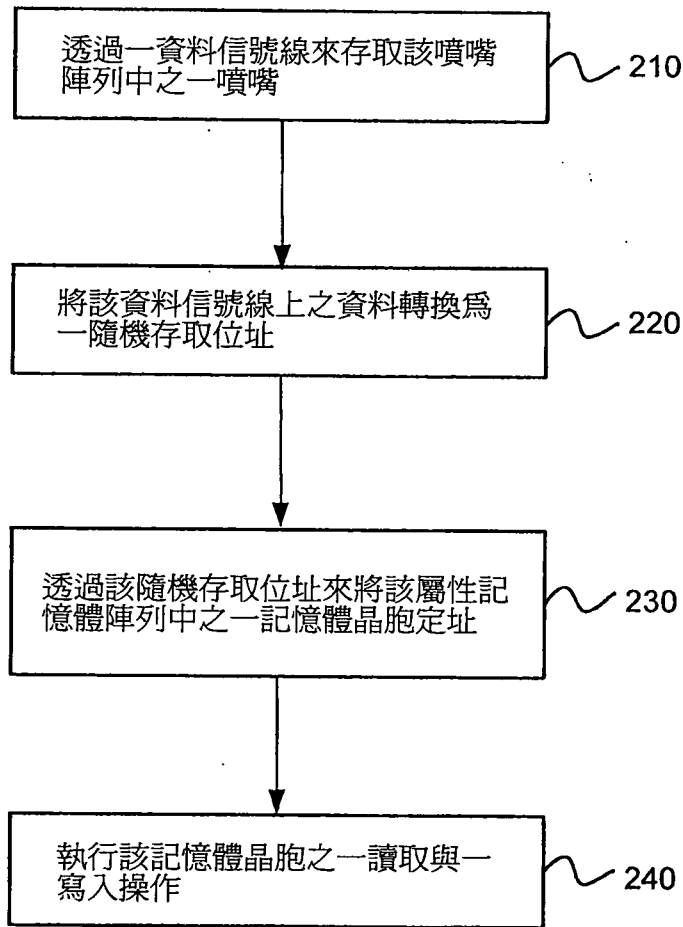 透過一資料信號線來存取該噴嘴
陣列中之一噴嘴
210
將該資料信號線上之資料轉換爲
一隨機存取位址
220
透過該隨機存取位址來將該屬性記
憶體陣列中之一記憶體晶胞定址
230
執行該記憶體晶胞之一讀取與一
寫入操作
240